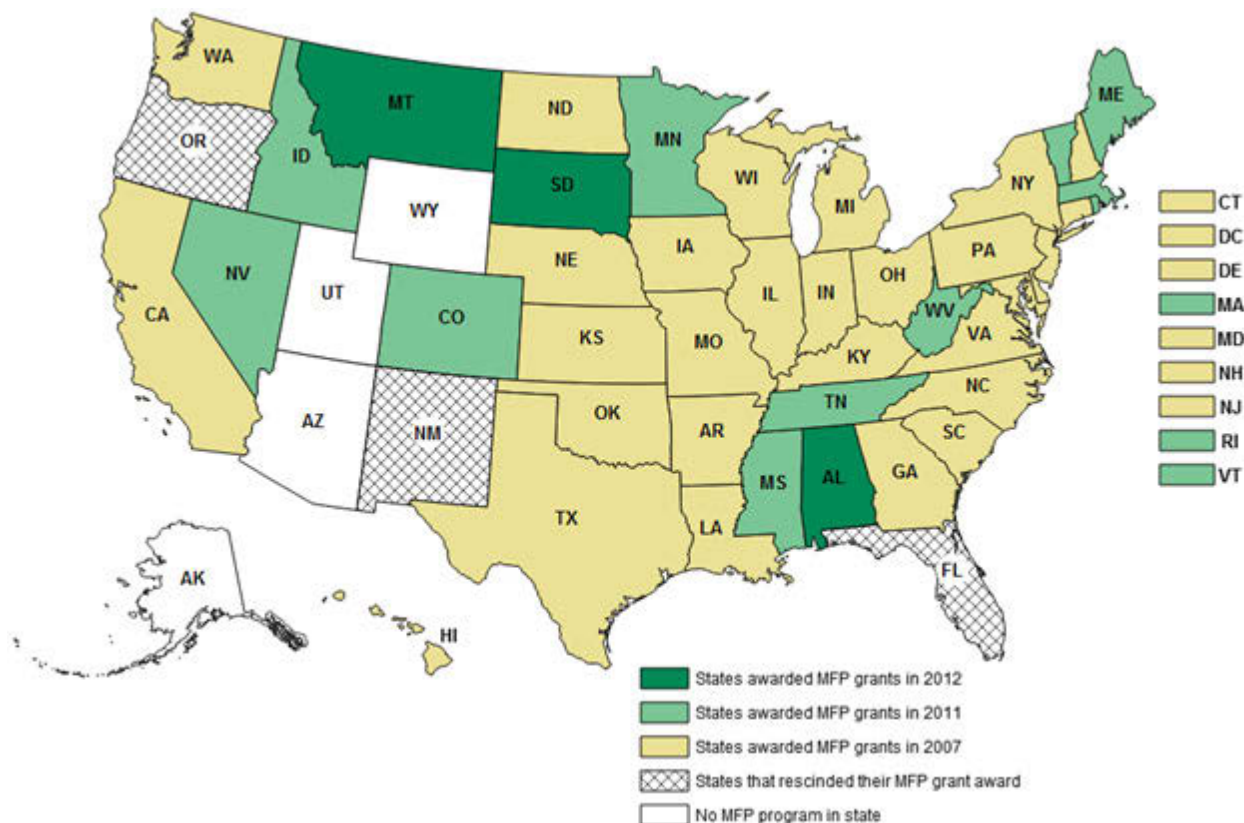 WA
MT
ND
MN
ME
OR
ID
SD
WI
NY
WY
MI
CT
IA
PA
DC
NE
OH
DE
NV
IL
IN
UT
MA
CO
WV
CA
VA
MD
KS
MO
KY
NH
NC
TN
NJ
OK
AR
SC
AZ
NM
RI
MS
AL
GA
VT
TX
LA
FL
AK
HI
States awarded MFP grants in 2012
States awarded MFP grants in 2011
States awarded MFP grants in 2007
States that rescinded their MFP grant award
No MFP program in state